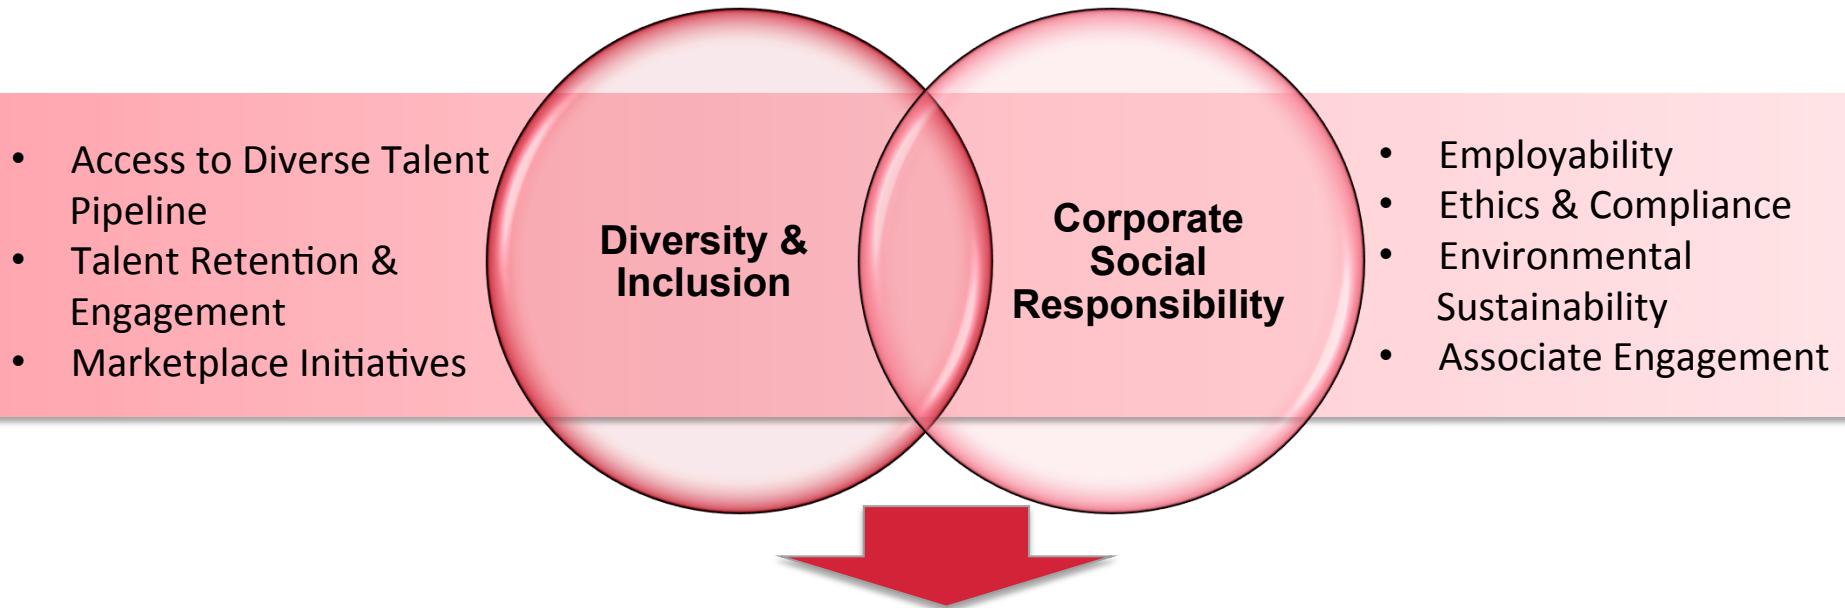 • Access to Diverse Talent
Pipeline
• Talent Retention &
Engagement
• Marketplace Initiatives
Diversity &
Inclusion
Corporate
Social
Responsibility
• Employability
• Ethics & Compliance
• Environmental
Sustainability
• Associate Engagement